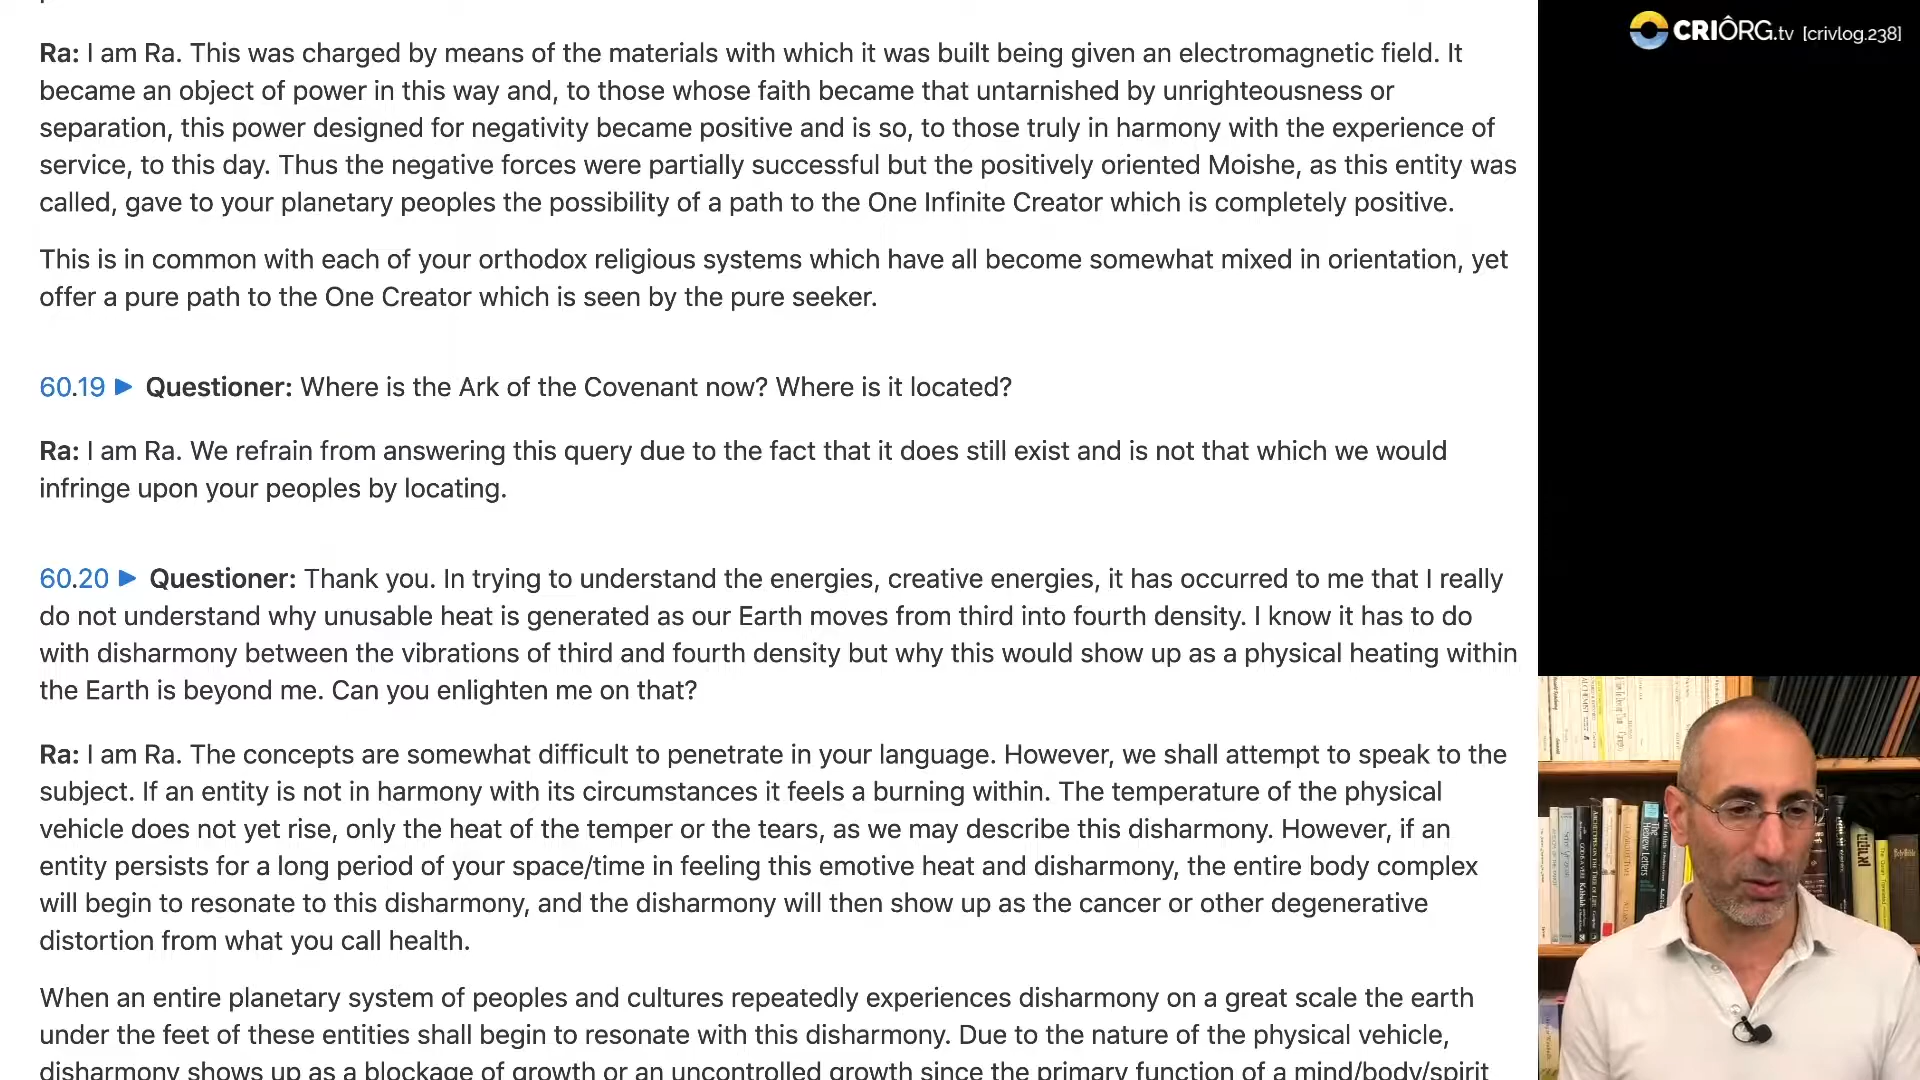 CRIÔRG.tv [crivlog.238]
Ra: I am Ra. This was charged by means of the materials with which it was built being given an electromagnetic field. It
became an object of power in this way and, to those whose faith became that untarnished by unrighteousness or
separation, this power designed for negativity became positive and is so, to those truly in harmony with the experience of
service, to this day. Thus the negative forces were partially successful but the positively oriented Moishe, as this entity was
called, gave to your planetary peoples the possibility of a path to the One Infinite Creator which is completely positive.
This is in common with each of your orthodox religious systems which have all become somewhat mixed in orientation, yet
offer a pure path to the One Creator which is seen by the pure seeker.
60.19 ► Questioner: Where is the Ark of the Covenant now? Where is it located?
Ra: I am Ra. We refrain from answering this query due to the fact that it does still exist and is not that which we would
infringe upon your peoples by locating.
60.20 ► Questioner: Thank you. In trying to understand the energies, creative energies, it has occurred to me that I really
do not understand why unusable heat is generated as our Earth moves from third into fourth density. I know it has to do
with disharmony between the vibrations of third and fourth density but why this would show up as a physical heating within
the Earth is beyond me. Can you enlighten me on that?
Ra: I am Ra. The concepts are somewhat difficult to penetrate in your language. However, we shall attempt to speak to the
subject. If an entity is not in harmony with its circumstances it feels a burning within. The temperature of the physical
vehicle does not yet rise, only the heat of the temper or the tears, as we may describe this disharmony. However, if an
entity persists for a long period of your space/time in feeling this emotive heat and disharmony, the entire body complex
will begin to resonate to this disharmony, and the disharmony will then show up as the cancer or other degenerative
distortion from what you call health.
When an entire planetary system of peoples and cultures repeatedly experiences disharmony on a great scale the earth
under the feet of these entities shall begin to resonate with this disharmony. Due to the nature of the physical vehicle,
disharmony shows up as a blockage of growth or an uncontrolled growth since the primary function of a mind/body/spirit
The Hebrew Letters